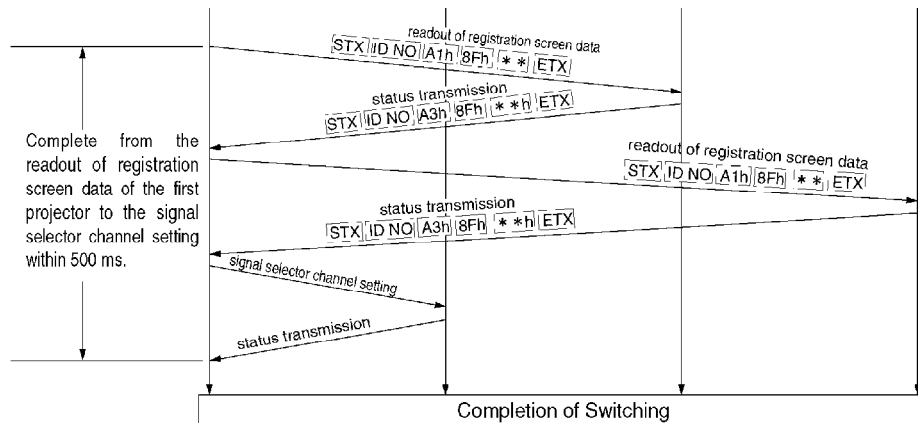 readout of registration screen data
STX ID NO A1h 8Fh ** ETX
status transmission
STX ID NO A3h 8Fh **h ETX
Complete from the
readout of registration
screen data of the first
projector to the signal
selector channel setting
within 500 ms.
readout of registration screen data
STX ID NO A1h 8Fh ** ETX
status transmission
STX ID NO A3h 8Fh **h ETX
signal selector channel setting
status transmission
Completion of Switching